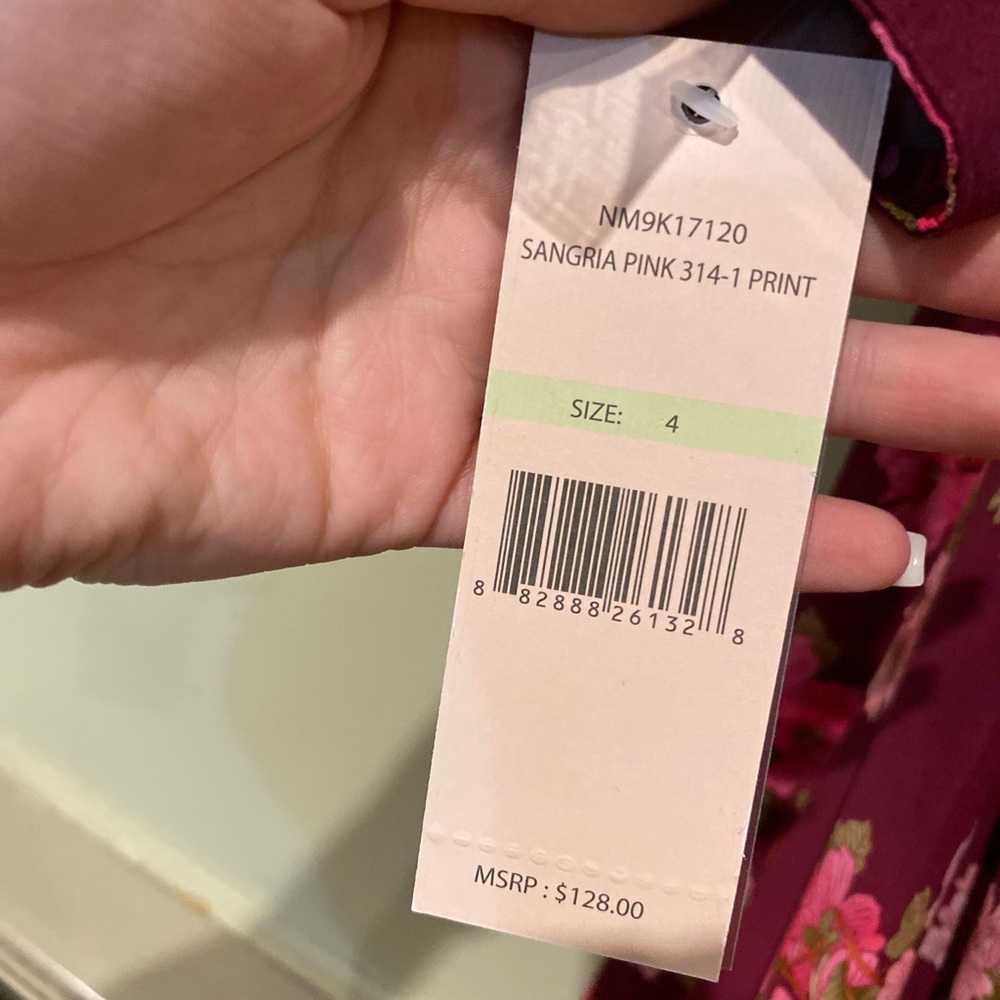 NM9K17120
SANGRIA PINK 314-1 PRINT
SIZE: 4
8 82888 26132 8
MSRP : $128.00